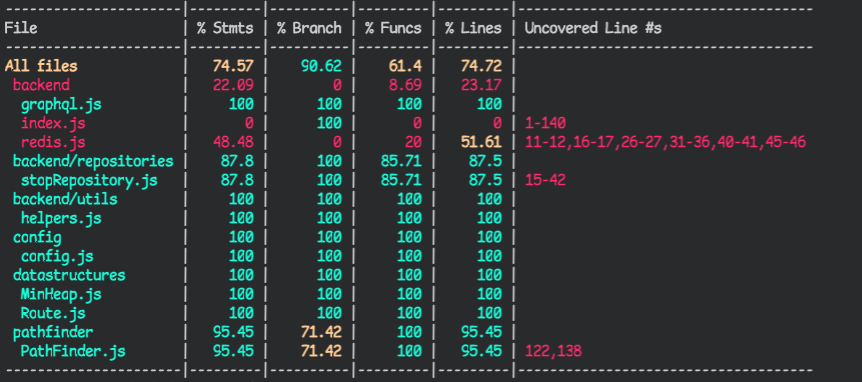 ---------------------------|---------|----------|---------|---------|-----------------------------------
File                       | % Stmts | % Branch | % Funcs | % Lines | Uncovered Line #s
---------------------------|---------|----------|---------|---------|-----------------------------------
All files                  |   74.57 |    90.62 |    61.4 |   74.72 |
 backend                   |   22.09 |        0 |    8.69 |   23.17 |
  graphql.js               |     100 |      100 |     100 |     100 |
  index.js                 |       0 |      100 |       0 |       0 | 1-140
  redis.js                 |   48.48 |        0 |      20 |   51.61 | 11-12,16-17,26-27,31-36,40-41,45-46
 backend/repositories      |    87.8 |      100 |   85.71 |    87.5 |
  stopRepository.js        |    87.8 |      100 |   85.71 |    87.5 | 15-42
 backend/utils             |     100 |      100 |     100 |     100 |
  helpers.js               |     100 |      100 |     100 |     100 |
 config                    |     100 |      100 |     100 |     100 |
  config.js                |     100 |      100 |     100 |     100 |
 datastructures            |     100 |      100 |     100 |     100 |
  MinHeap.js               |     100 |      100 |     100 |     100 |
  Route.js                 |     100 |      100 |     100 |     100 |
 pathfinder                |   95.45 |    71.42 |     100 |   95.45 |
  PathFinder.js            |   95.45 |    71.42 |     100 |   95.45 | 122,138
---------------------------|---------|----------|---------|---------|-----------------------------------